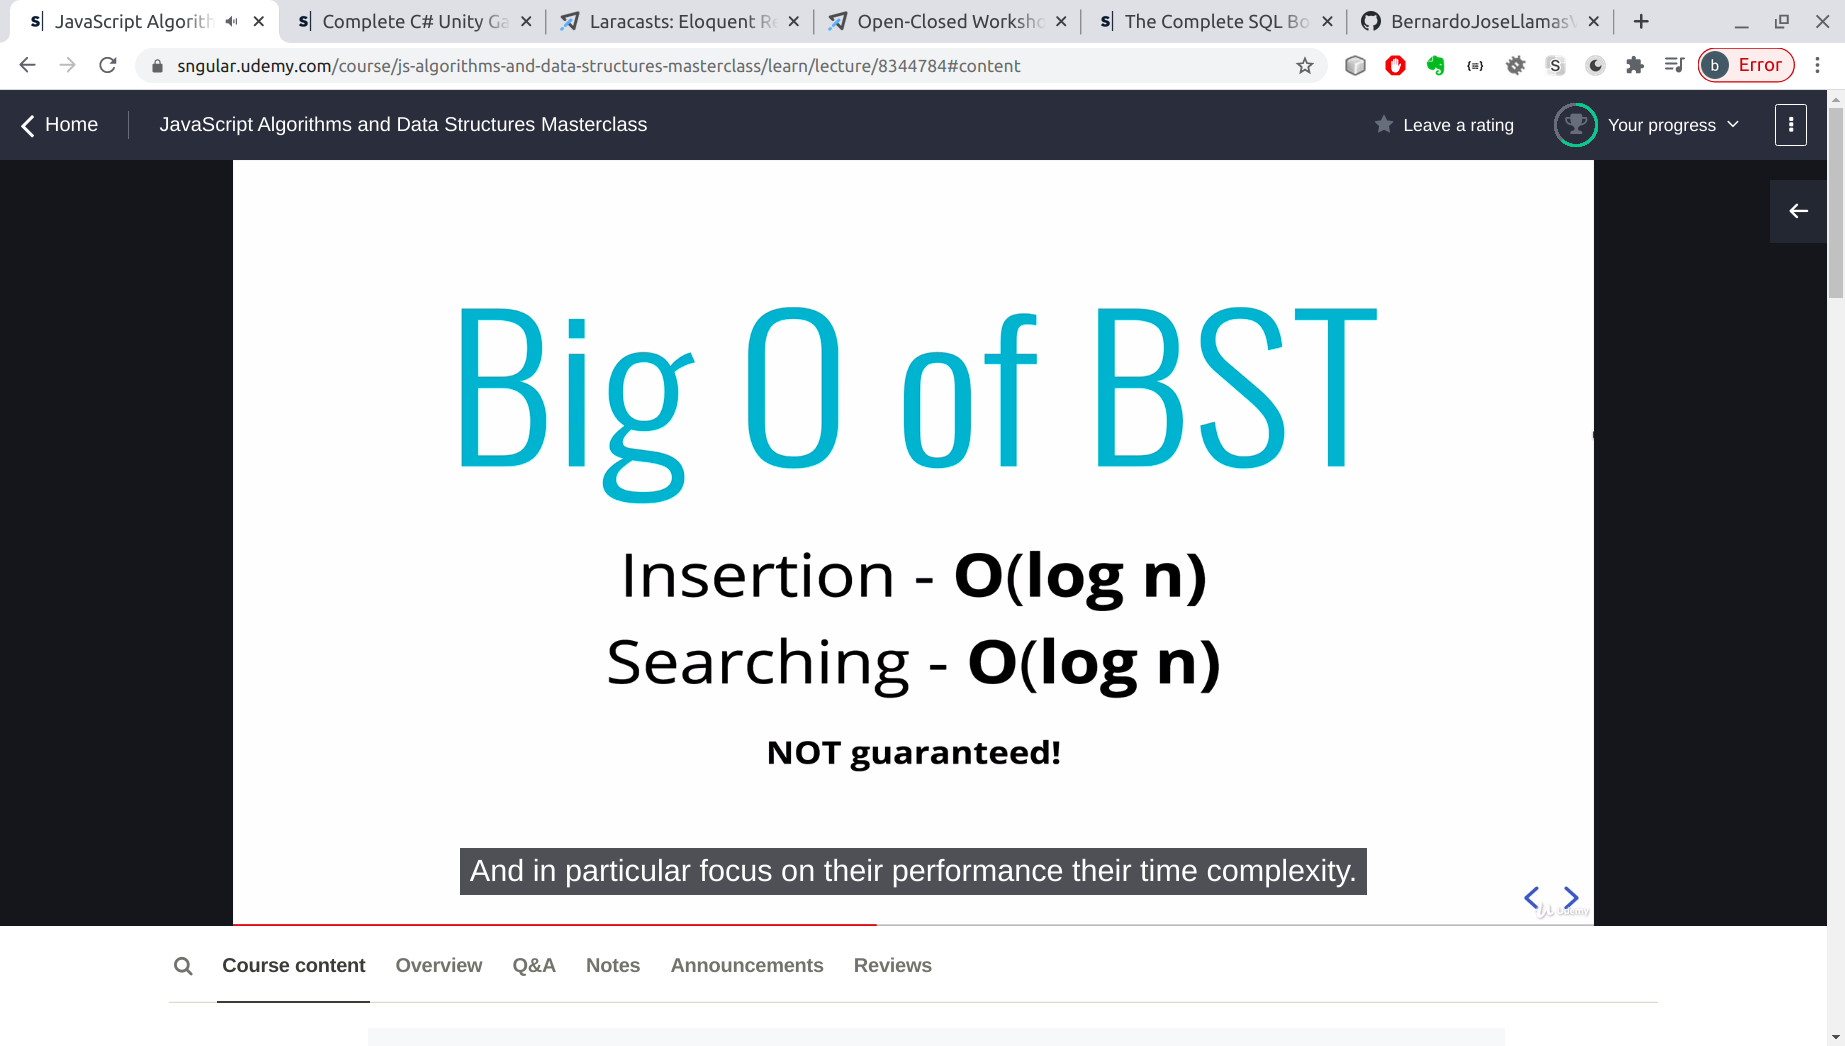 s| JavaScript Algorith
s| Complete C# Unity Ga
Laracasts: Eloquent Re
Open-Closed Worksho
s| The Complete SQL Bo
BernardoJoseLlamasV
sngular.udemy.com/course/js-algorithms-and-data-structures-masterclass/learn/lecture/8344784#content
b Error
Home
JavaScript Algorithms and Data Structures Masterclass
Leave a rating
Your progress
Big O of BST
Insertion - O(log n)
Searching - O(log n)
NOT guaranteed!
And in particular focus on their performance their time complexity.
Udemy
Course content Overview Q&A Notes Announcements Reviews